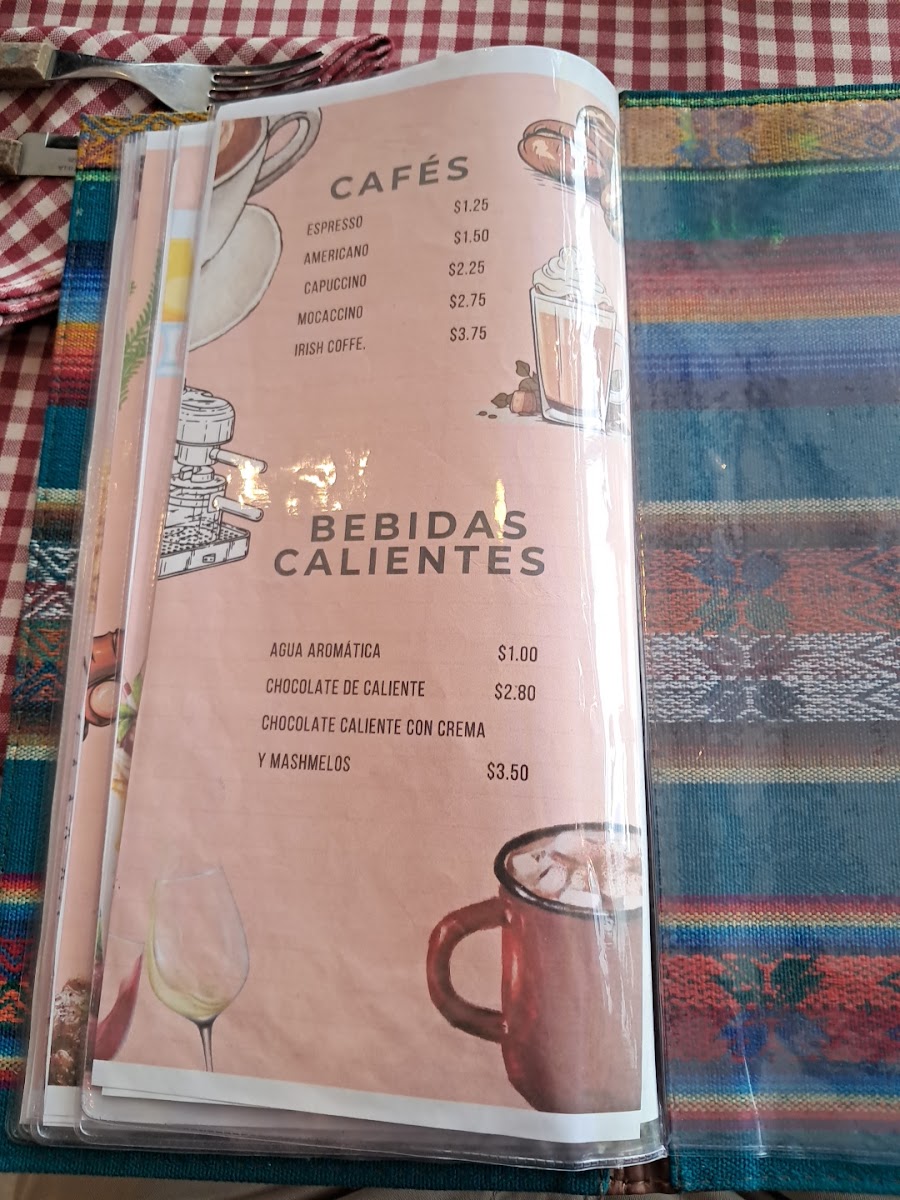 CAFÉS
ESPRESSO $1.25
AMERICANO $1.50
CAPUCCINO $2.25
MOCACCINO $2.75
IRISH COFFE. $3.75
BEBIDAS
CALIENTES
AGUA AROMÁTICA $1.00
CHOCOLATE DE CALIENTE $2.80
CHOCOLATE CALIENTE CON CREMA
Y MASHMELOS $3.50